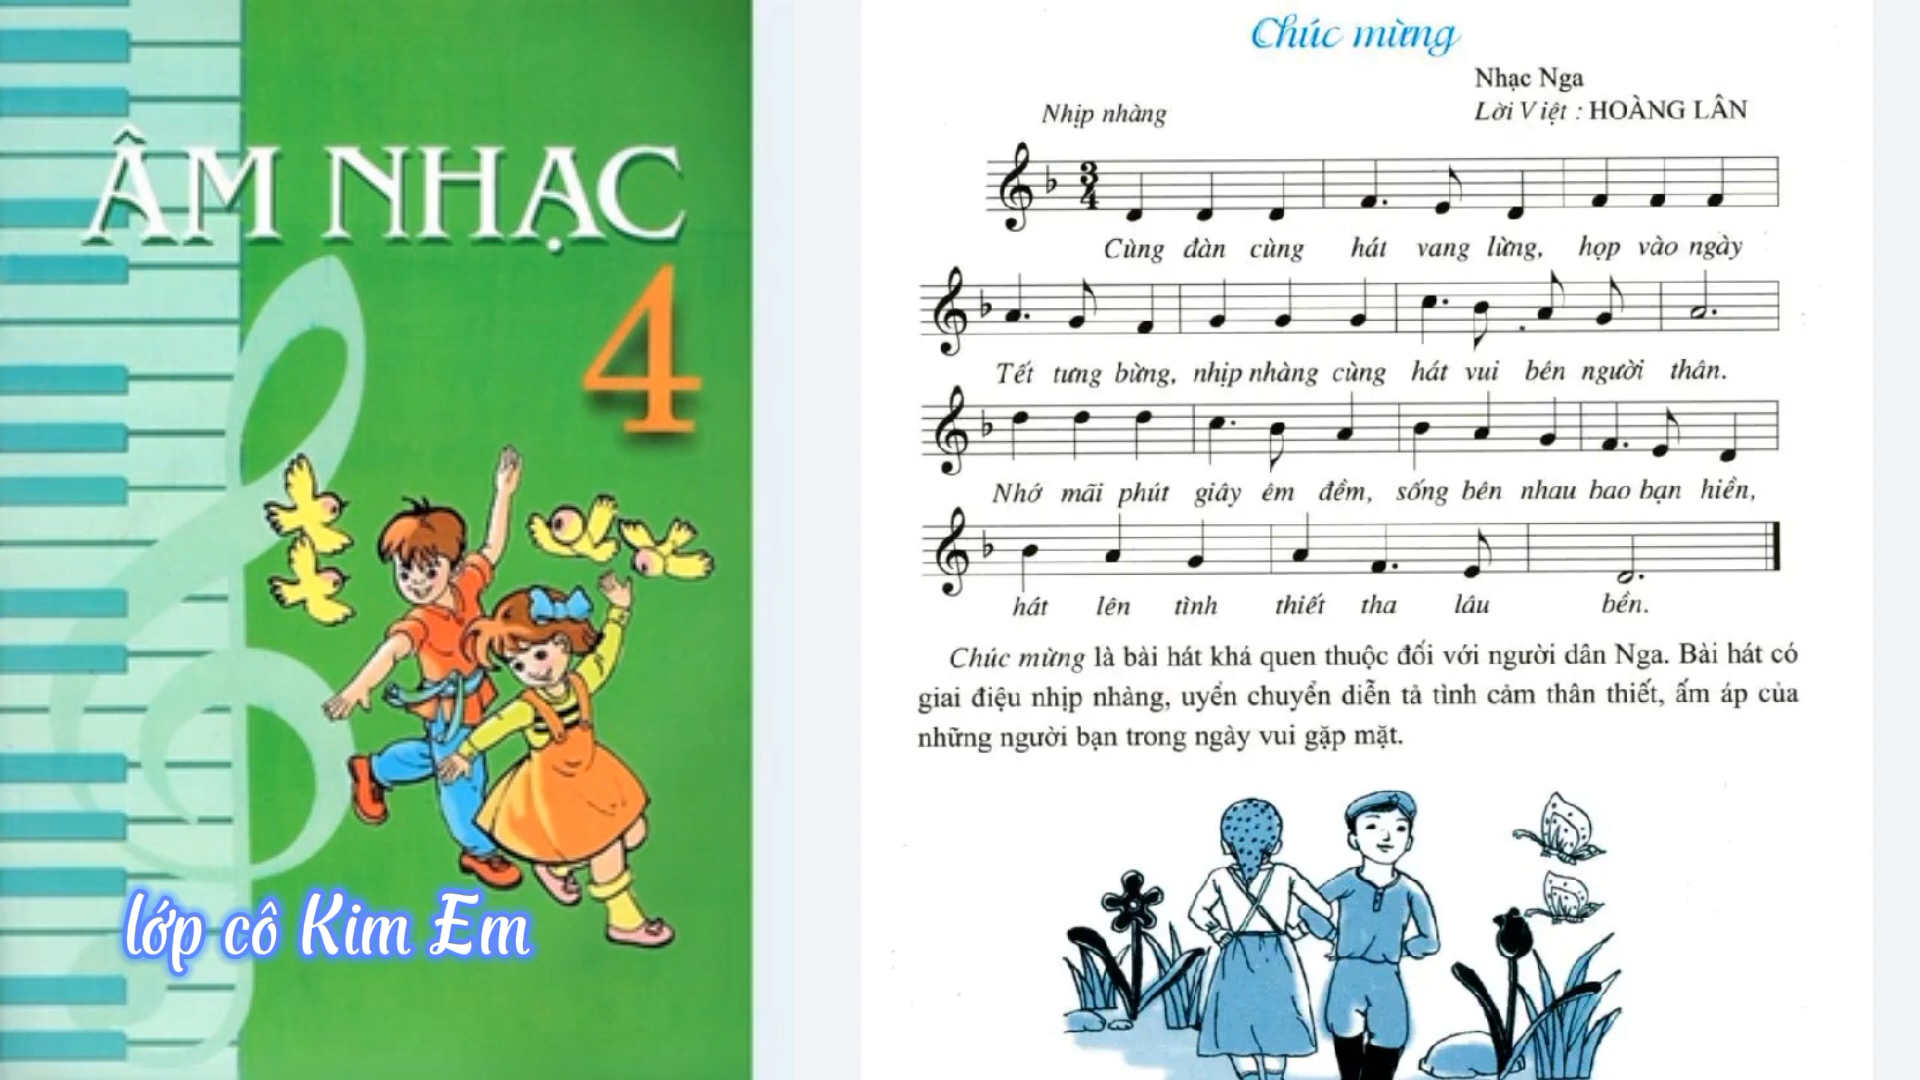 ÂM NHẠC
4
lớp cô Kim Em
Chúc mừng
Nhạc Nga
Nhịp nhàng
Lời Việt : HOÀNG LÂN
3
4
Cùng đàn cùng hát vang lừng, họp vào ngày
Tết tưng bừng, nhịp nhàng cùng hát vui bên người thân.
Nhớ mãi phút giây êm đềm, sống bên nhau bao bạn hiền,
hát lên tình thiết tha lâu bền.
Chúc mừng là bài hát khá quen thuộc đối với người dân Nga. Bài hát có
giai điệu nhịp nhàng, uyển chuyển diễn tả tình cảm thân thiết, ấm áp của
những người bạn trong ngày vui gặp mặt.